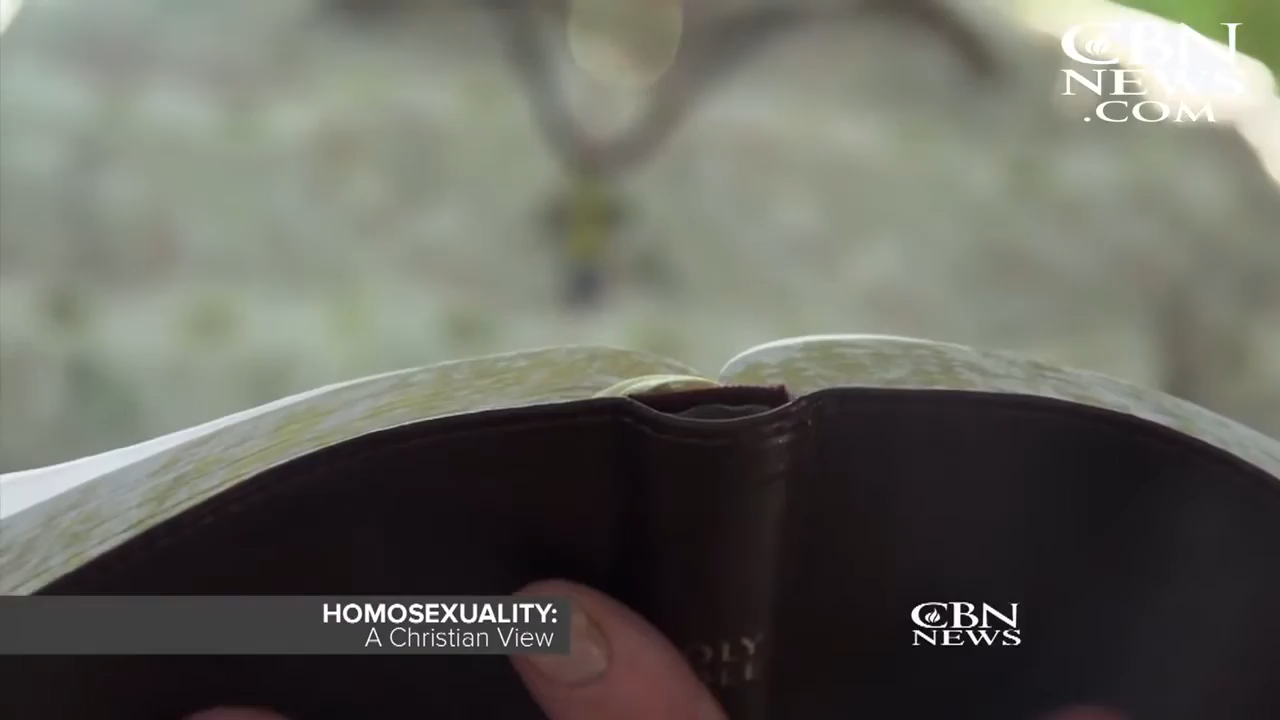 CBN
NEWS
.COM
HOMOSEXUALITY:
A Christian View
CBN
NEWS